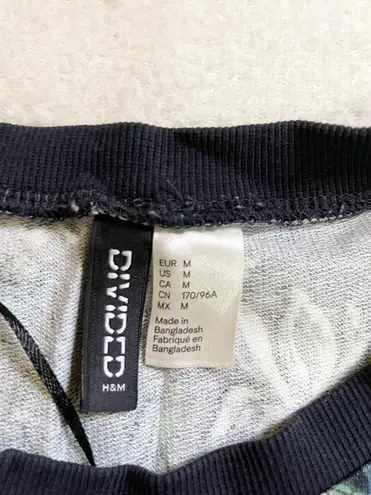 DIVIDED
H&M
EUR M
US M
CA M
CN 170/96A
MX M
Made in
Bangladesh
Fabriqué en
Bangladesh